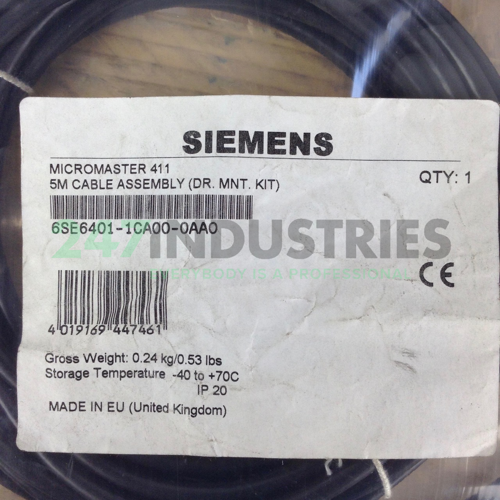 SIEMENS
MICROMASTER 411
5M CABLE ASSEMBLY (DR. MNT. KIT)
QTY: 1
6SE6401-1CA00-0AA0
247INDUSTRIES
EVERYBODY IS A PROFESSIONAL
CE
4 019169 447461
Gross Weight: 0.24 kg/0.53 lbs
Storage Temperature -40 to +70C
IP 20
MADE IN EU (United Kingdom)